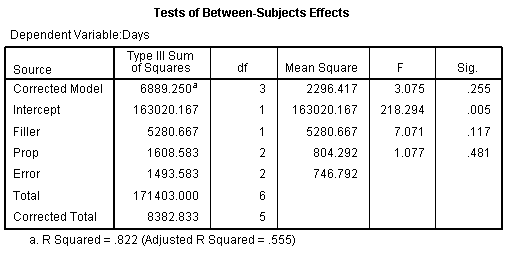 Tests of Between-Subjects Effects
Dependent Variable:Days
Source Type III Sum of Squares df Mean Square F Sig.
Corrected Model 6889.250a 3 2296.417 3.075 .255
Intercept 163020.167 1 163020.167 218.294 .005
Filler 5280.667 1 5280.667 7.071 .117
Prop 1608.583 2 804.292 1.077 .481
Error 1493.583 2 746.792
Total 171403.000 6
Corrected Total 8382.833 5
a. R Squared = .822 (Adjusted R Squared = .555)